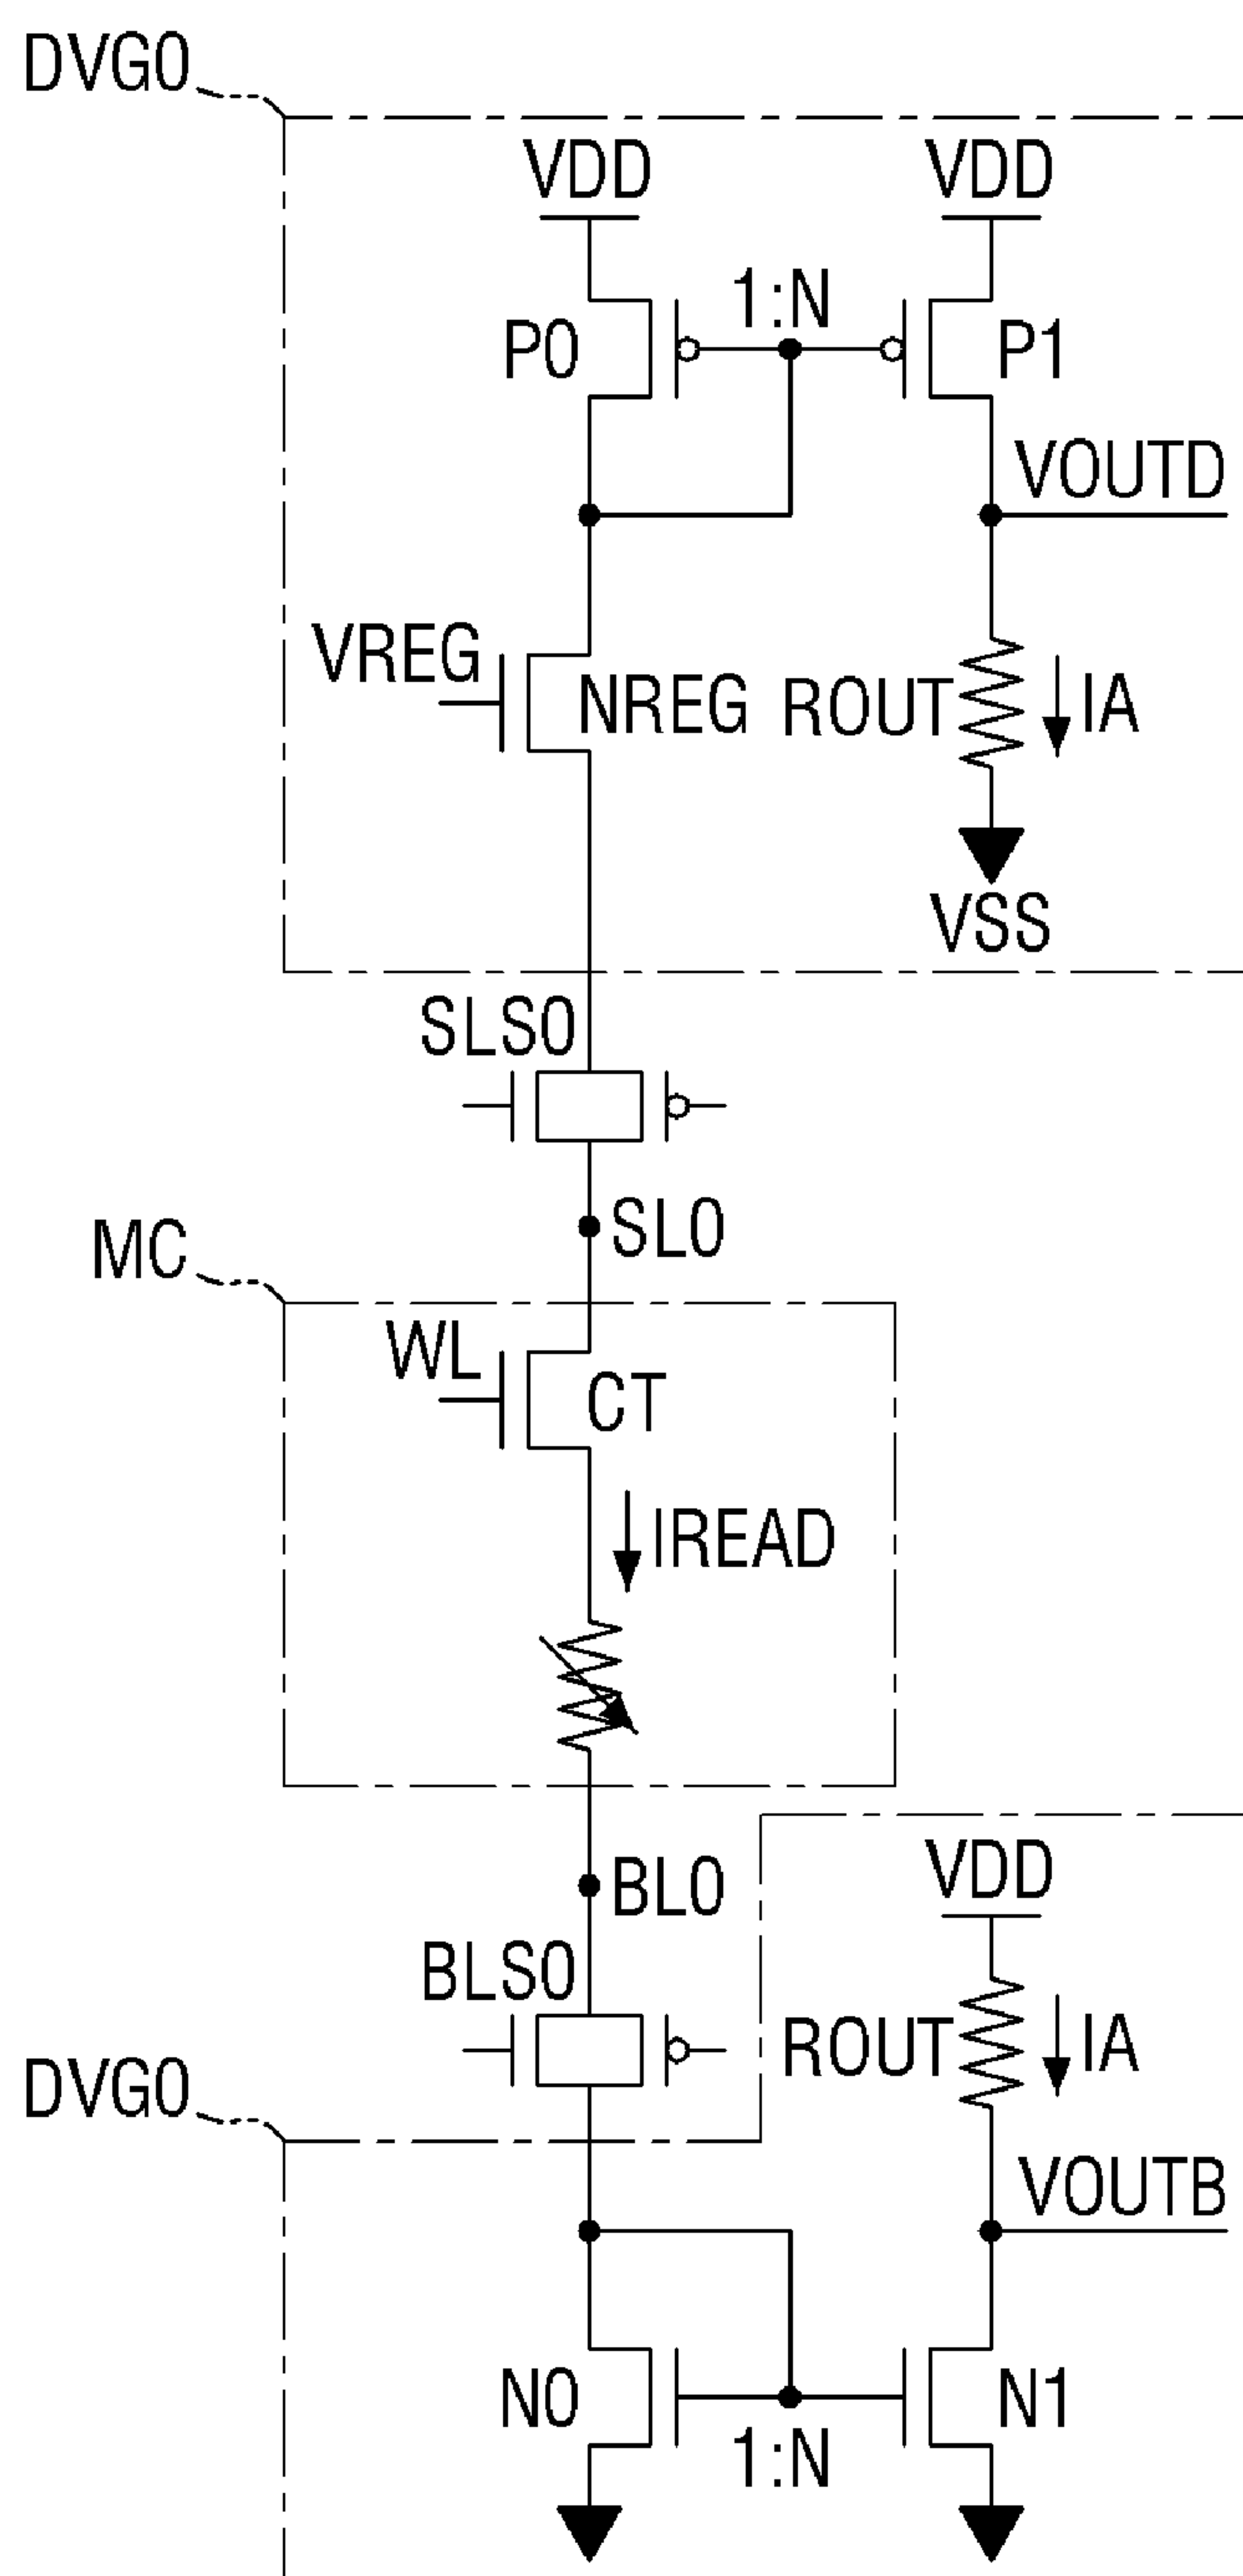 DVG0
VDD
VDD
1:N
P0
P1
VOUTD
VREG
NREG
ROUT
IA
VSS
SLS0
SL0
MC
WL
CT
IREAD
BL0
VDD
BLS0
ROUT
IA
DVG0
VOUTB
N0
N1
1:N